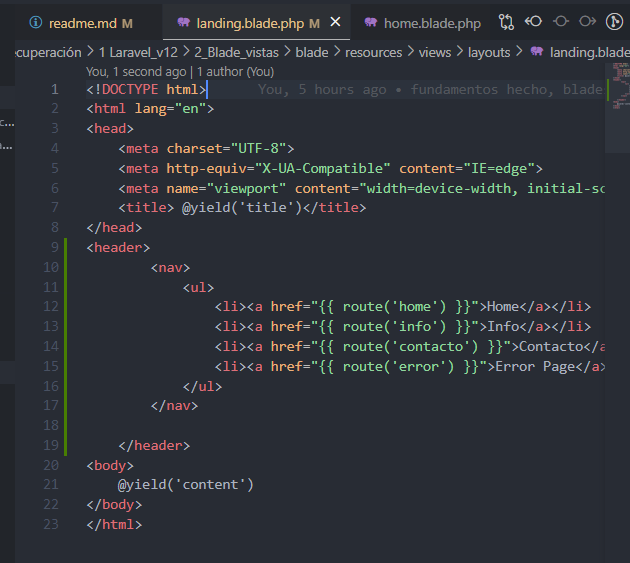 readme.md M landing.blade.php M home.blade.php
ecuperación > 1 Laravel_v12 > 2_Blade_vistas > blade > resources > views > layouts > landing.blade
You, 1 second ago | 1 author (You)
1 <!DOCTYPE html> You, 5 hours ago • fundamentos hecho, blade
2 <html lang="en">
3 <head>
4 <meta charset="UTF-8">
5 <meta http-equiv="X-UA-Compatible" content="IE=edge">
6 <meta name="viewport" content="width=device-width, initial-sc
7 <title> @yield('title')</title>
8 </head>
9 <header>
10 <nav>
11 <ul>
12 <li><a href="{{ route('home') }}">Home</a></li>
13 <li><a href="{{ route('info') }}">Info</a></li>
14 <li><a href="{{ route('contacto') }}">Contacto</a
15 <li><a href="{{ route('error') }}">Error Page</a>
16 </ul>
17 </nav>
18
19 </header>
20 <body>
21 @yield('content')
22 </body>
23 </html>